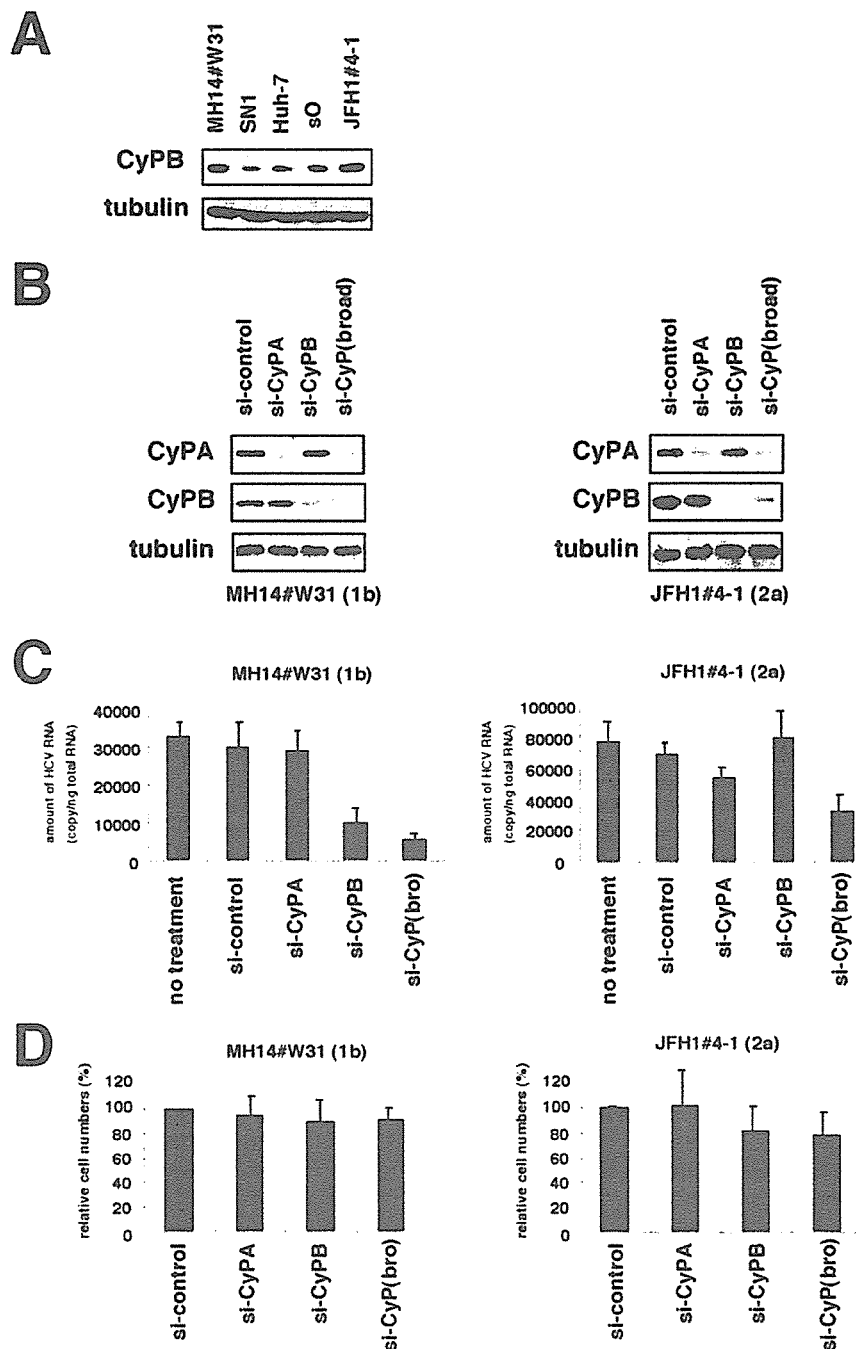 A
MH14#W31
SN1
Huh-7
sO
JFH1#4-1
CyPB
tubulin
B
si-control
si-CyPA
si-CyPB
si-CyP(broad)
CyPA
CyPB
tubulin
MH14#W31 (1b)
si-control
si-CyPA
si-CyPB
si-CyP(broad)
CyPA
CyPB
tubulin
JFH1#4-1 (2a)
C
MH14#W31 (1b)
amount of HCV RNA
(copy/ng total RNA)
40000
30000
20000
10000
0
no treatment
si-control
si-CyPA
si-CyPB
si-CyP(bro)
JFH1#4-1 (2a)
amount of HCV RNA
(copy/ng total RNA)
100000
80000
60000
40000
20000
0
no treatment
si-control
si-CyPA
si-CyPB
si-CyP(bro)
D
MH14#W31 (1b)
relative cell numbers (%)
120
100
80
60
40
20
0
si-control
si-CyPA
si-CyPB
si-CyP(bro)
JFH1#4-1 (2a)
relative cell numbers (%)
120
100
80
60
40
20
0
si-control
si-CyPA
si-CyPB
si-CyP(bro)